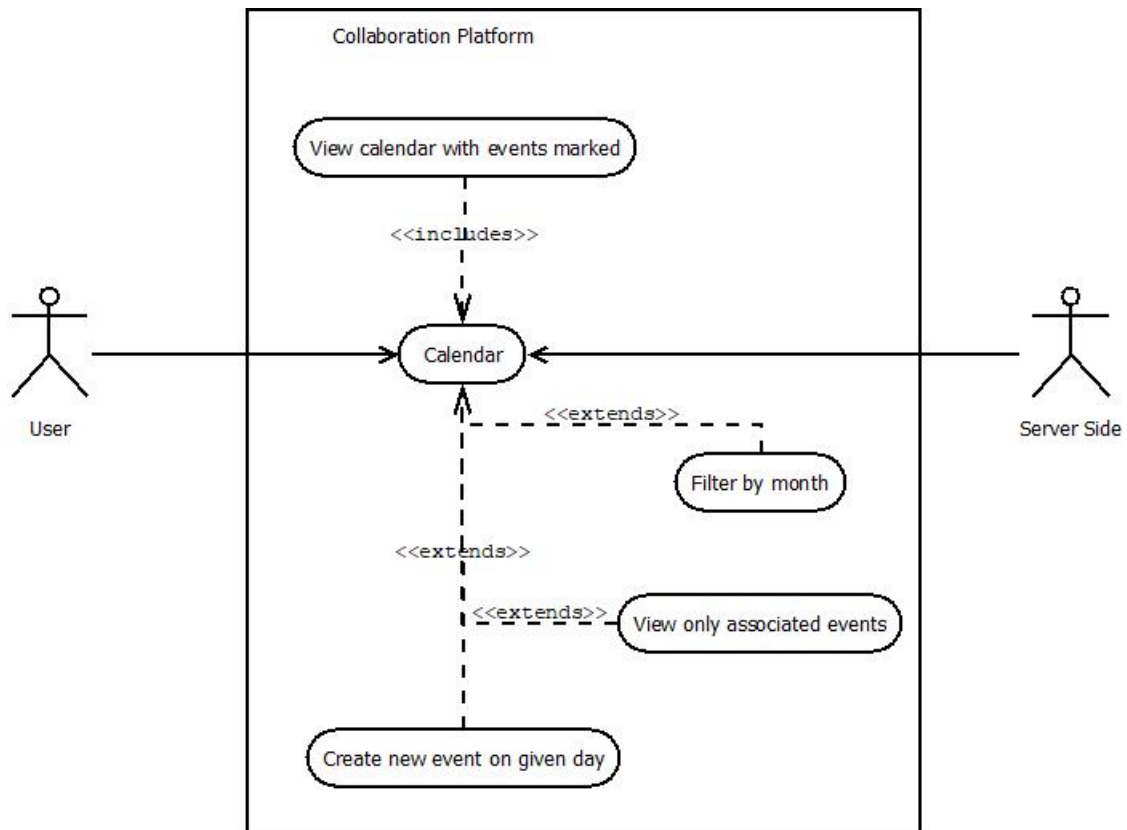 Collaboration Platform
View calendar with events marked
<<includes>>
Calendar
User
<<extends>>
Server Side
Filter by month
<<extends>>
<<extends>>
View only associated events
Create new event on given day